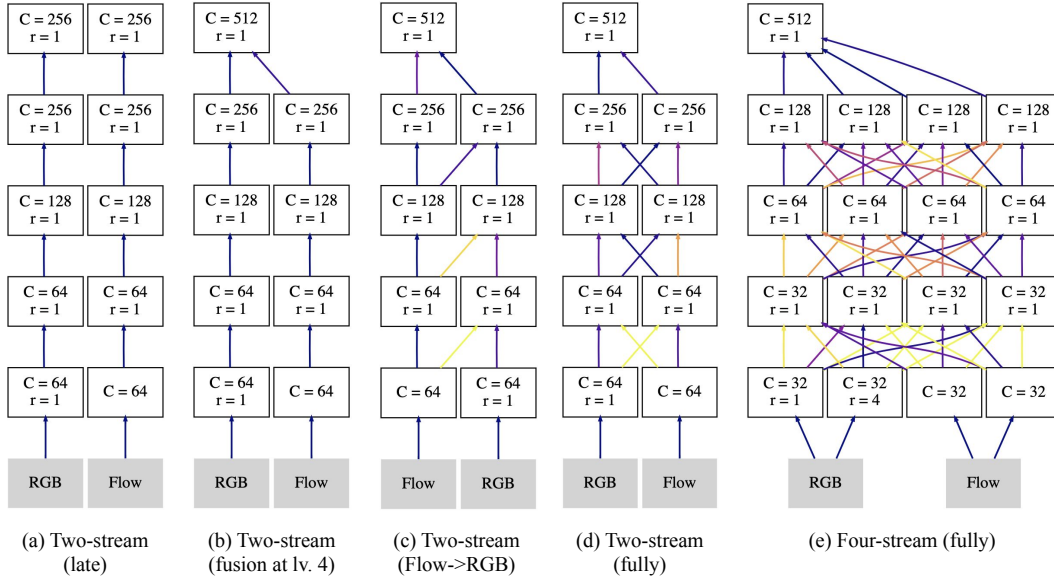 C = 256
r = 1
C = 256
r = 1
C = 512
r = 1
C = 512
r = 1
C = 512
r = 1
C = 512
r = 1
C = 256
r = 1
C = 256
r = 1
C = 256
r = 1
C = 256
r = 1
C = 256
r = 1
C = 256
r = 1
C = 256
r = 1
C = 256
r = 1
C = 128
r = 1
C = 128
r = 1
C = 128
r = 1
C = 128
r = 1
C = 128
r = 1
C = 128
r = 1
C = 128
r = 1
C = 128
r = 1
C = 128
r = 1
C = 128
r = 1
C = 128
r = 1
C = 128
r = 1
C = 64
r = 1
C = 64
r = 1
C = 64
r = 1
C = 64
r = 1
C = 64
r = 1
C = 64
r = 1
C = 64
r = 1
C = 64
r = 1
C = 64
r = 1
C = 64
r = 1
C = 64
r = 1
C = 64
r = 1
C = 32
r = 1
C = 32
r = 1
C = 32
r = 1
C = 32
r = 1
C = 64
r = 1
C = 64
C = 64
r = 1
C = 64
C = 64
C = 64
r = 1
C = 64
r = 1
C = 64
C = 32
r = 1
C = 32
r = 4
C = 32
C = 32
RGB
Flow
RGB
Flow
Flow
RGB
RGB
Flow
RGB
Flow
(a) Two-stream
(late)
(b) Two-stream
(fusion at lv. 4)
(c) Two-stream
(Flow->RGB)
(d) Two-stream
(fully)
(e) Four-stream (fully)